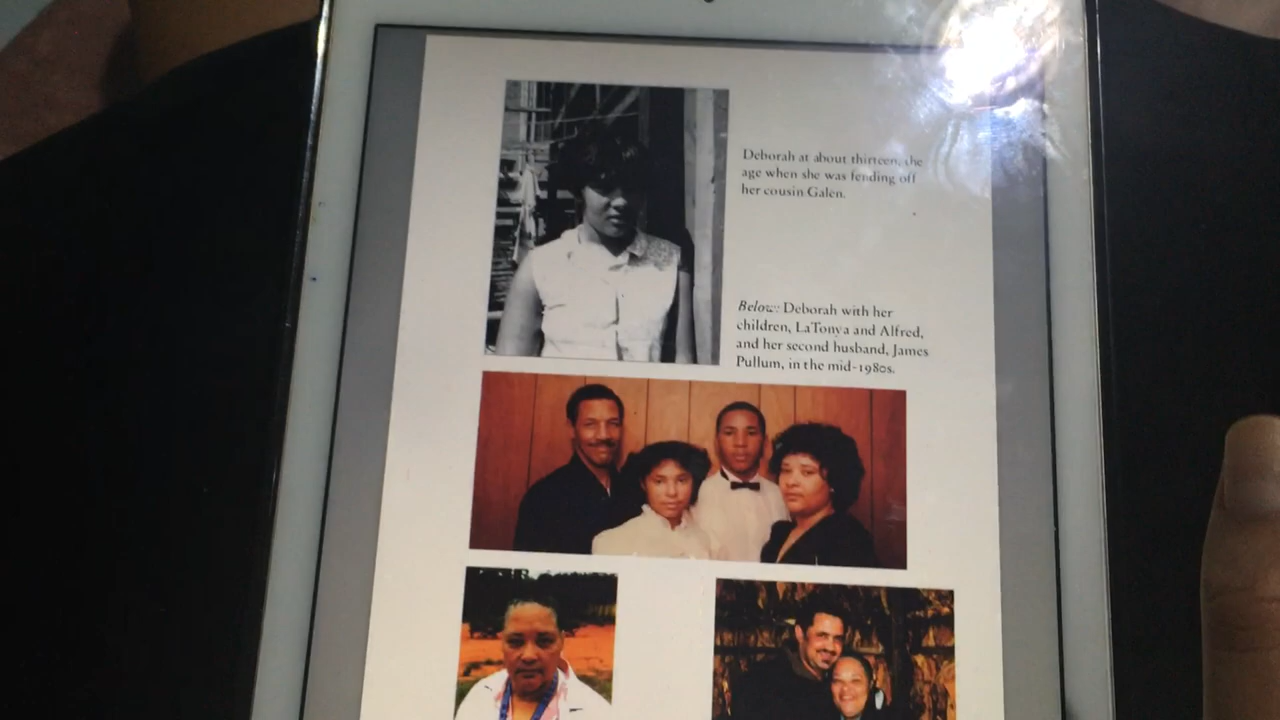 Deborah at about thirteen, the
age when she was fending off
her cousin Galen.
Below: Deborah with her
children, LaTonya and Alfred,
and her second husband, James
Pullum, in the mid-1980s.